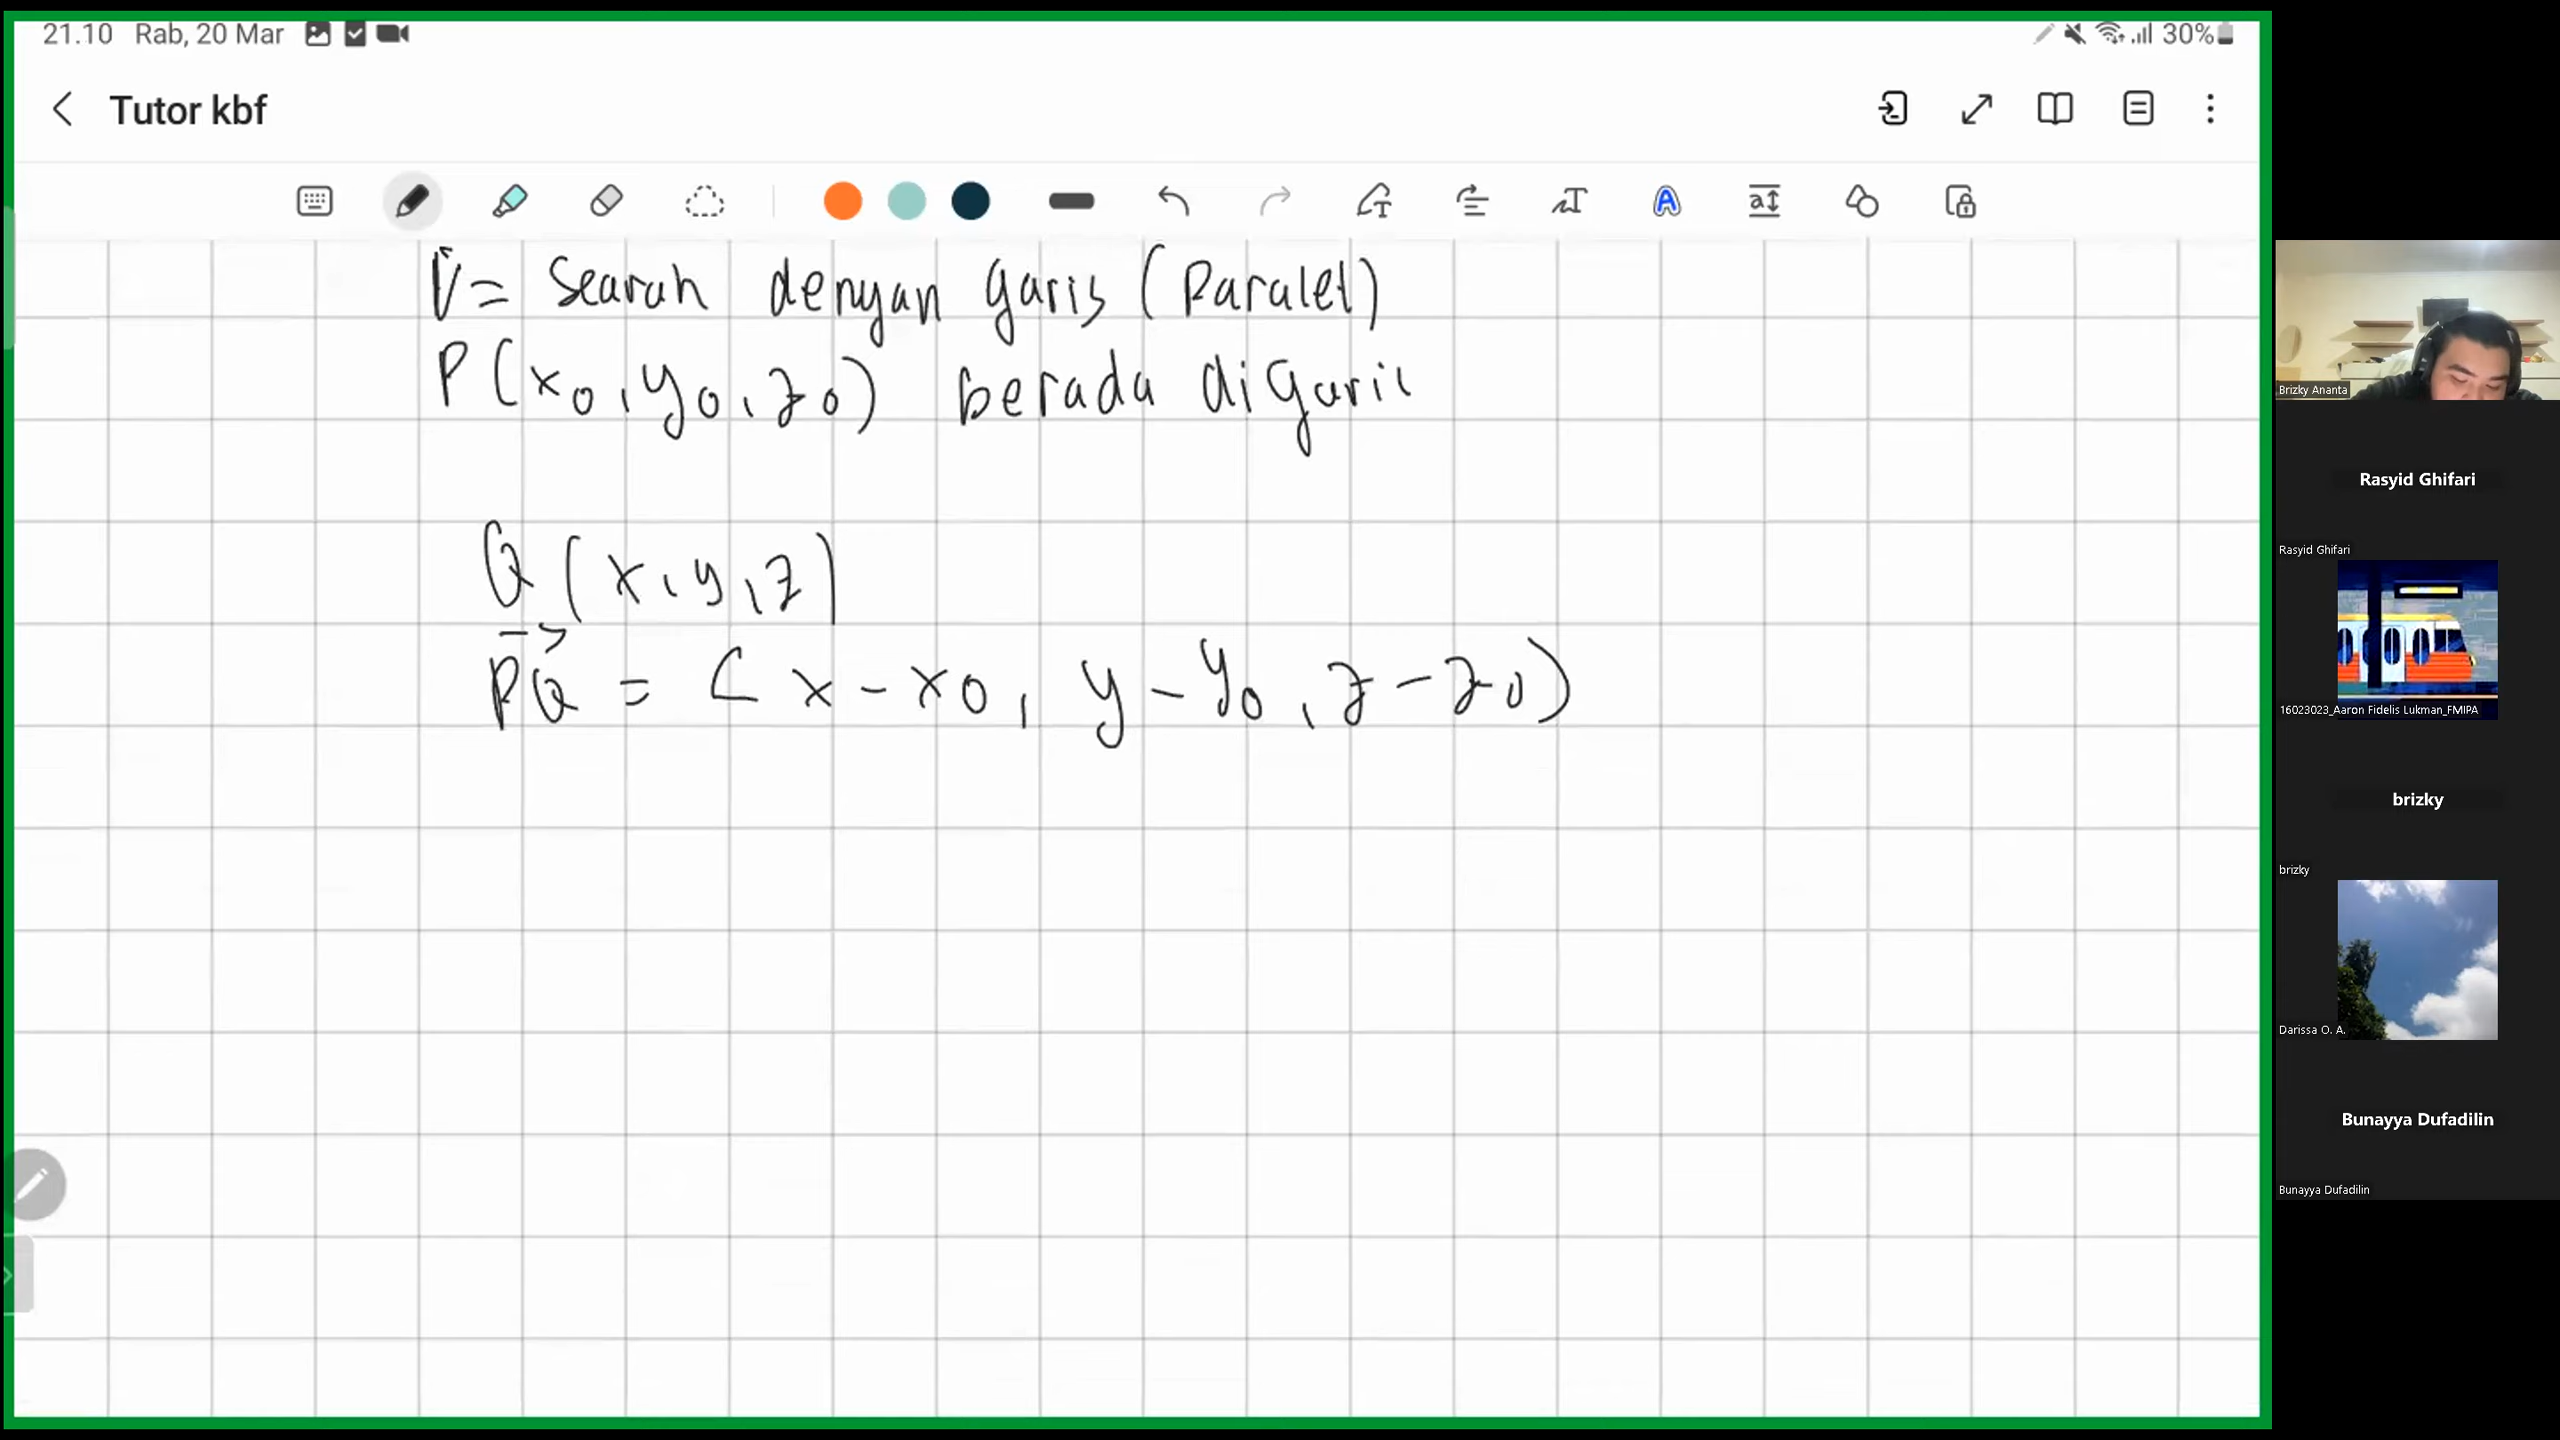 21.10 Rab, 20 Mar
30%
Tutor kbf
V⃗ = Searah dengan garis (Paralel)
P(x₀, y₀, z₀) berada digaris
Q(x, y, z)
P⃗Q⃗ = (x - x₀, y - y₀, z - z₀)
Brizky Ananta
Rasyid Ghifari
Rasyid Ghifari
16023023_Aaron Fidelis Lukman_FMIPA
brizky
brizky
Darissa O. A.
Bunayya Dufadilin
Bunayya Dufadilin